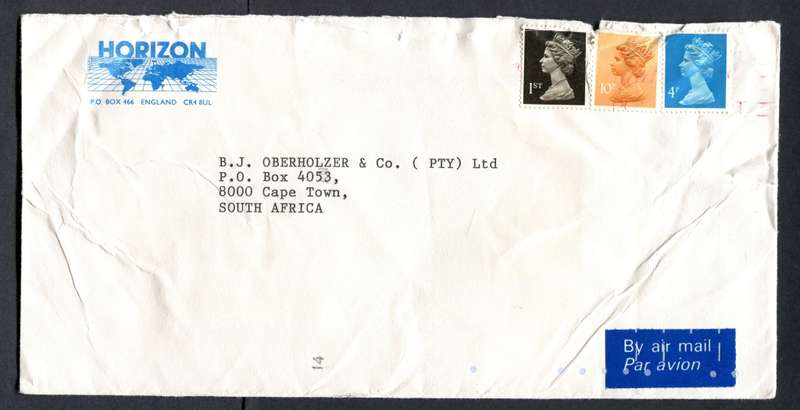 HORIZON
P.O. BOX 466 · ENGLAND CR4 8UL
1ST
10P
4P
B.J. OBERHOLZER & Co. ( PTY) Ltd
P.O. Box 4053,
8000 Cape Town,
SOUTH AFRICA
14
By air mail
Par avion